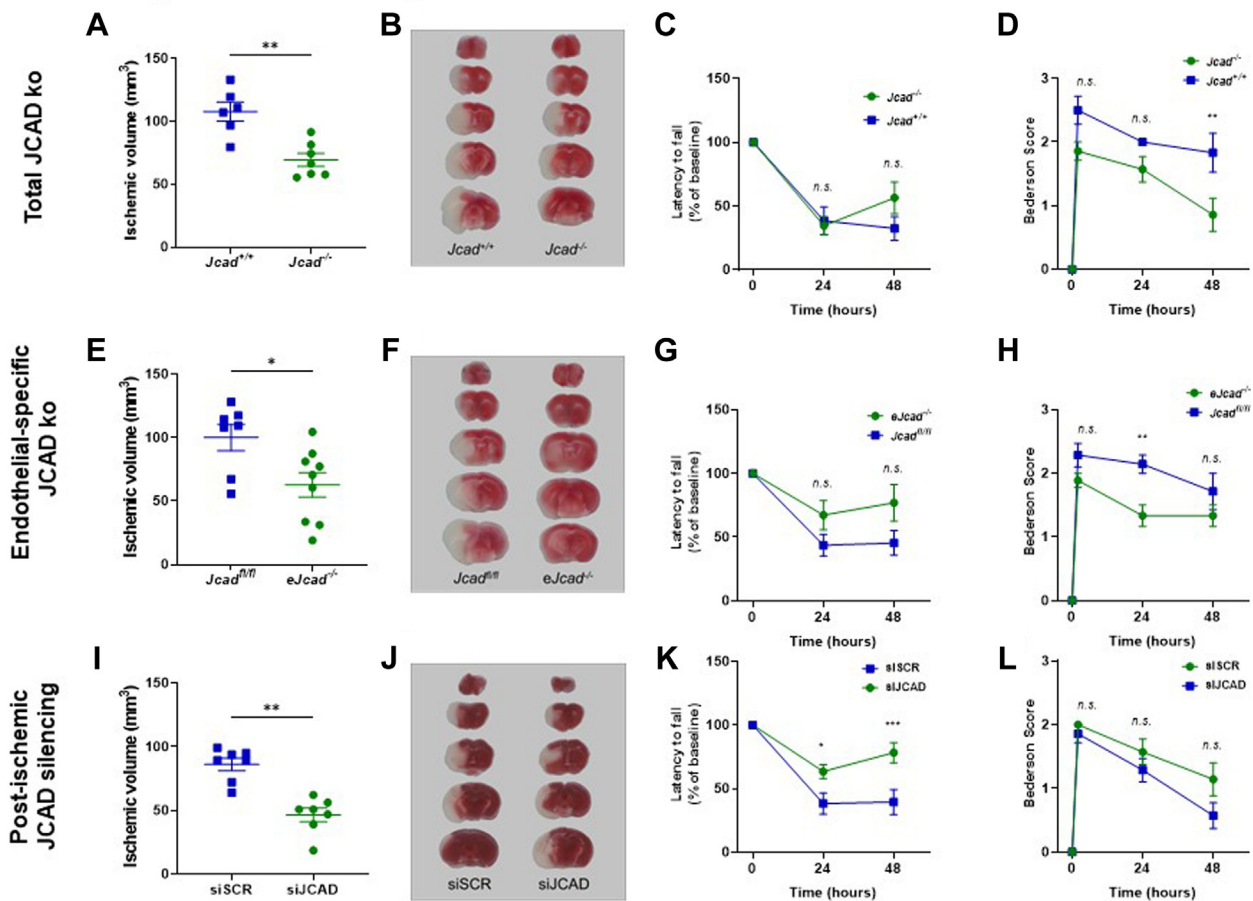 Total JCAD ko
A
Ischemic volume (mm³)
150
100
50
0
**
Jcad+/+ Jcad-/-
B
Jcad+/+ Jcad-/-
C
Latency to fall
(% of baseline)
150
100
50
0
Jcad-/-
Jcad+/+
n.s.
n.s.
0 24 48
Time (hours)
D
Bederson Score
3
2
1
0
Jcad-/-
Jcad+/+
n.s.
n.s.
**
0 24 48
Time (hours)
Endothelial-specific
JCAD ko
E
Ischemic volume (mm³)
150
100
50
0
*
Jcadfl/fl eJcad-/-
F
Jcadfl/fl eJcad-/-
G
Latency to fall
(% of baseline)
150
100
50
0
eJcad-/-
Jcadfl/fl
n.s.
n.s.
0 24 48
Time (hours)
H
Bederson Score
3
2
1
0
eJcad-/-
Jcadfl/fl
n.s.
**
n.s.
0 24 48
Time (hours)
Post-ischemic
JCAD silencing
I
Ischemic volume (mm³)
150
100
50
0
**
siSCR siJCAD
J
siSCR siJCAD
K
Latency to fall
(% of baseline)
150
100
50
0
siSCR
siJCAD
*
***
0 24 48
Time (hours)
L
Bederson Score
3
2
1
0
siSCR
siJCAD
n.s.
n.s.
n.s.
0 24 48
Time (hours)